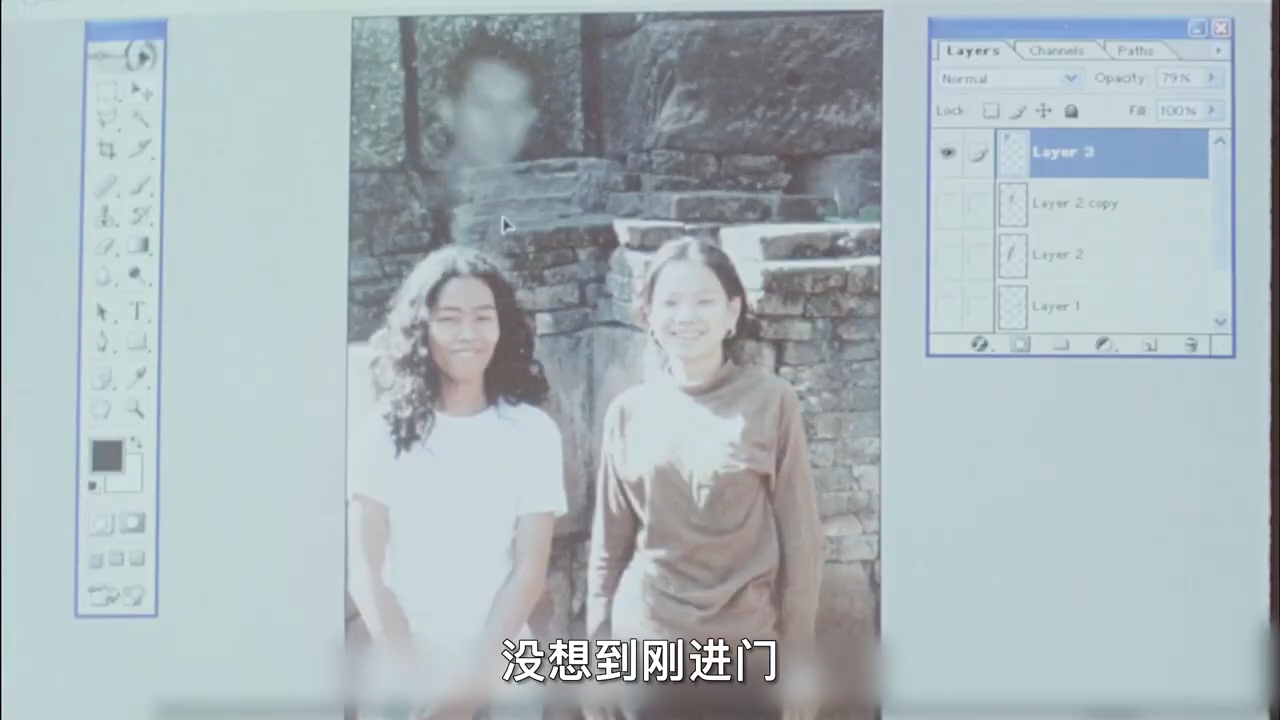 Layers Channels Paths
Normal Opacity: 79%
Lock: Fill: 100%
Layer 3
Layer 2 copy
Layer 2
Layer 1
T
没想到刚进门